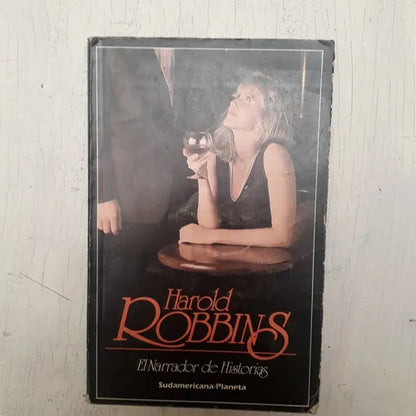 Harold
ROBBINS
El Narrador de Historias
Sudamericana-Planeta